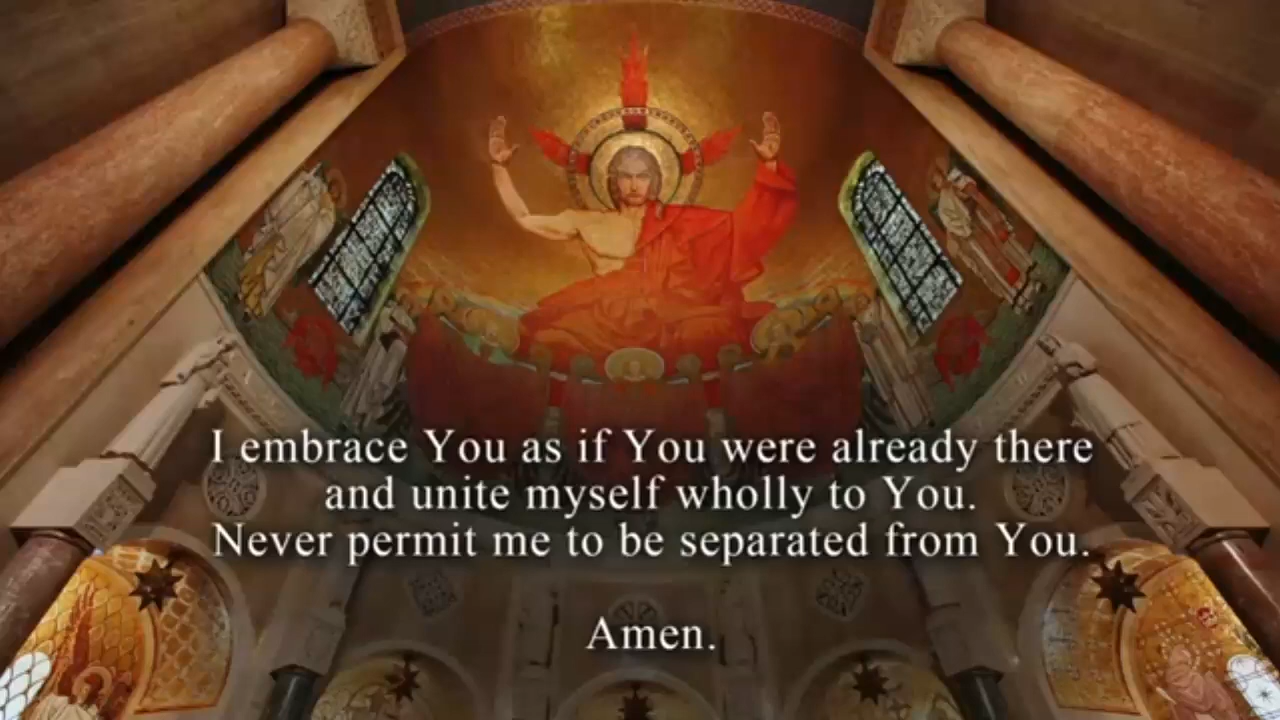 I embrace You as if You were already there
and unite myself wholly to You.
Never permit me to be separated from You.
Amen.